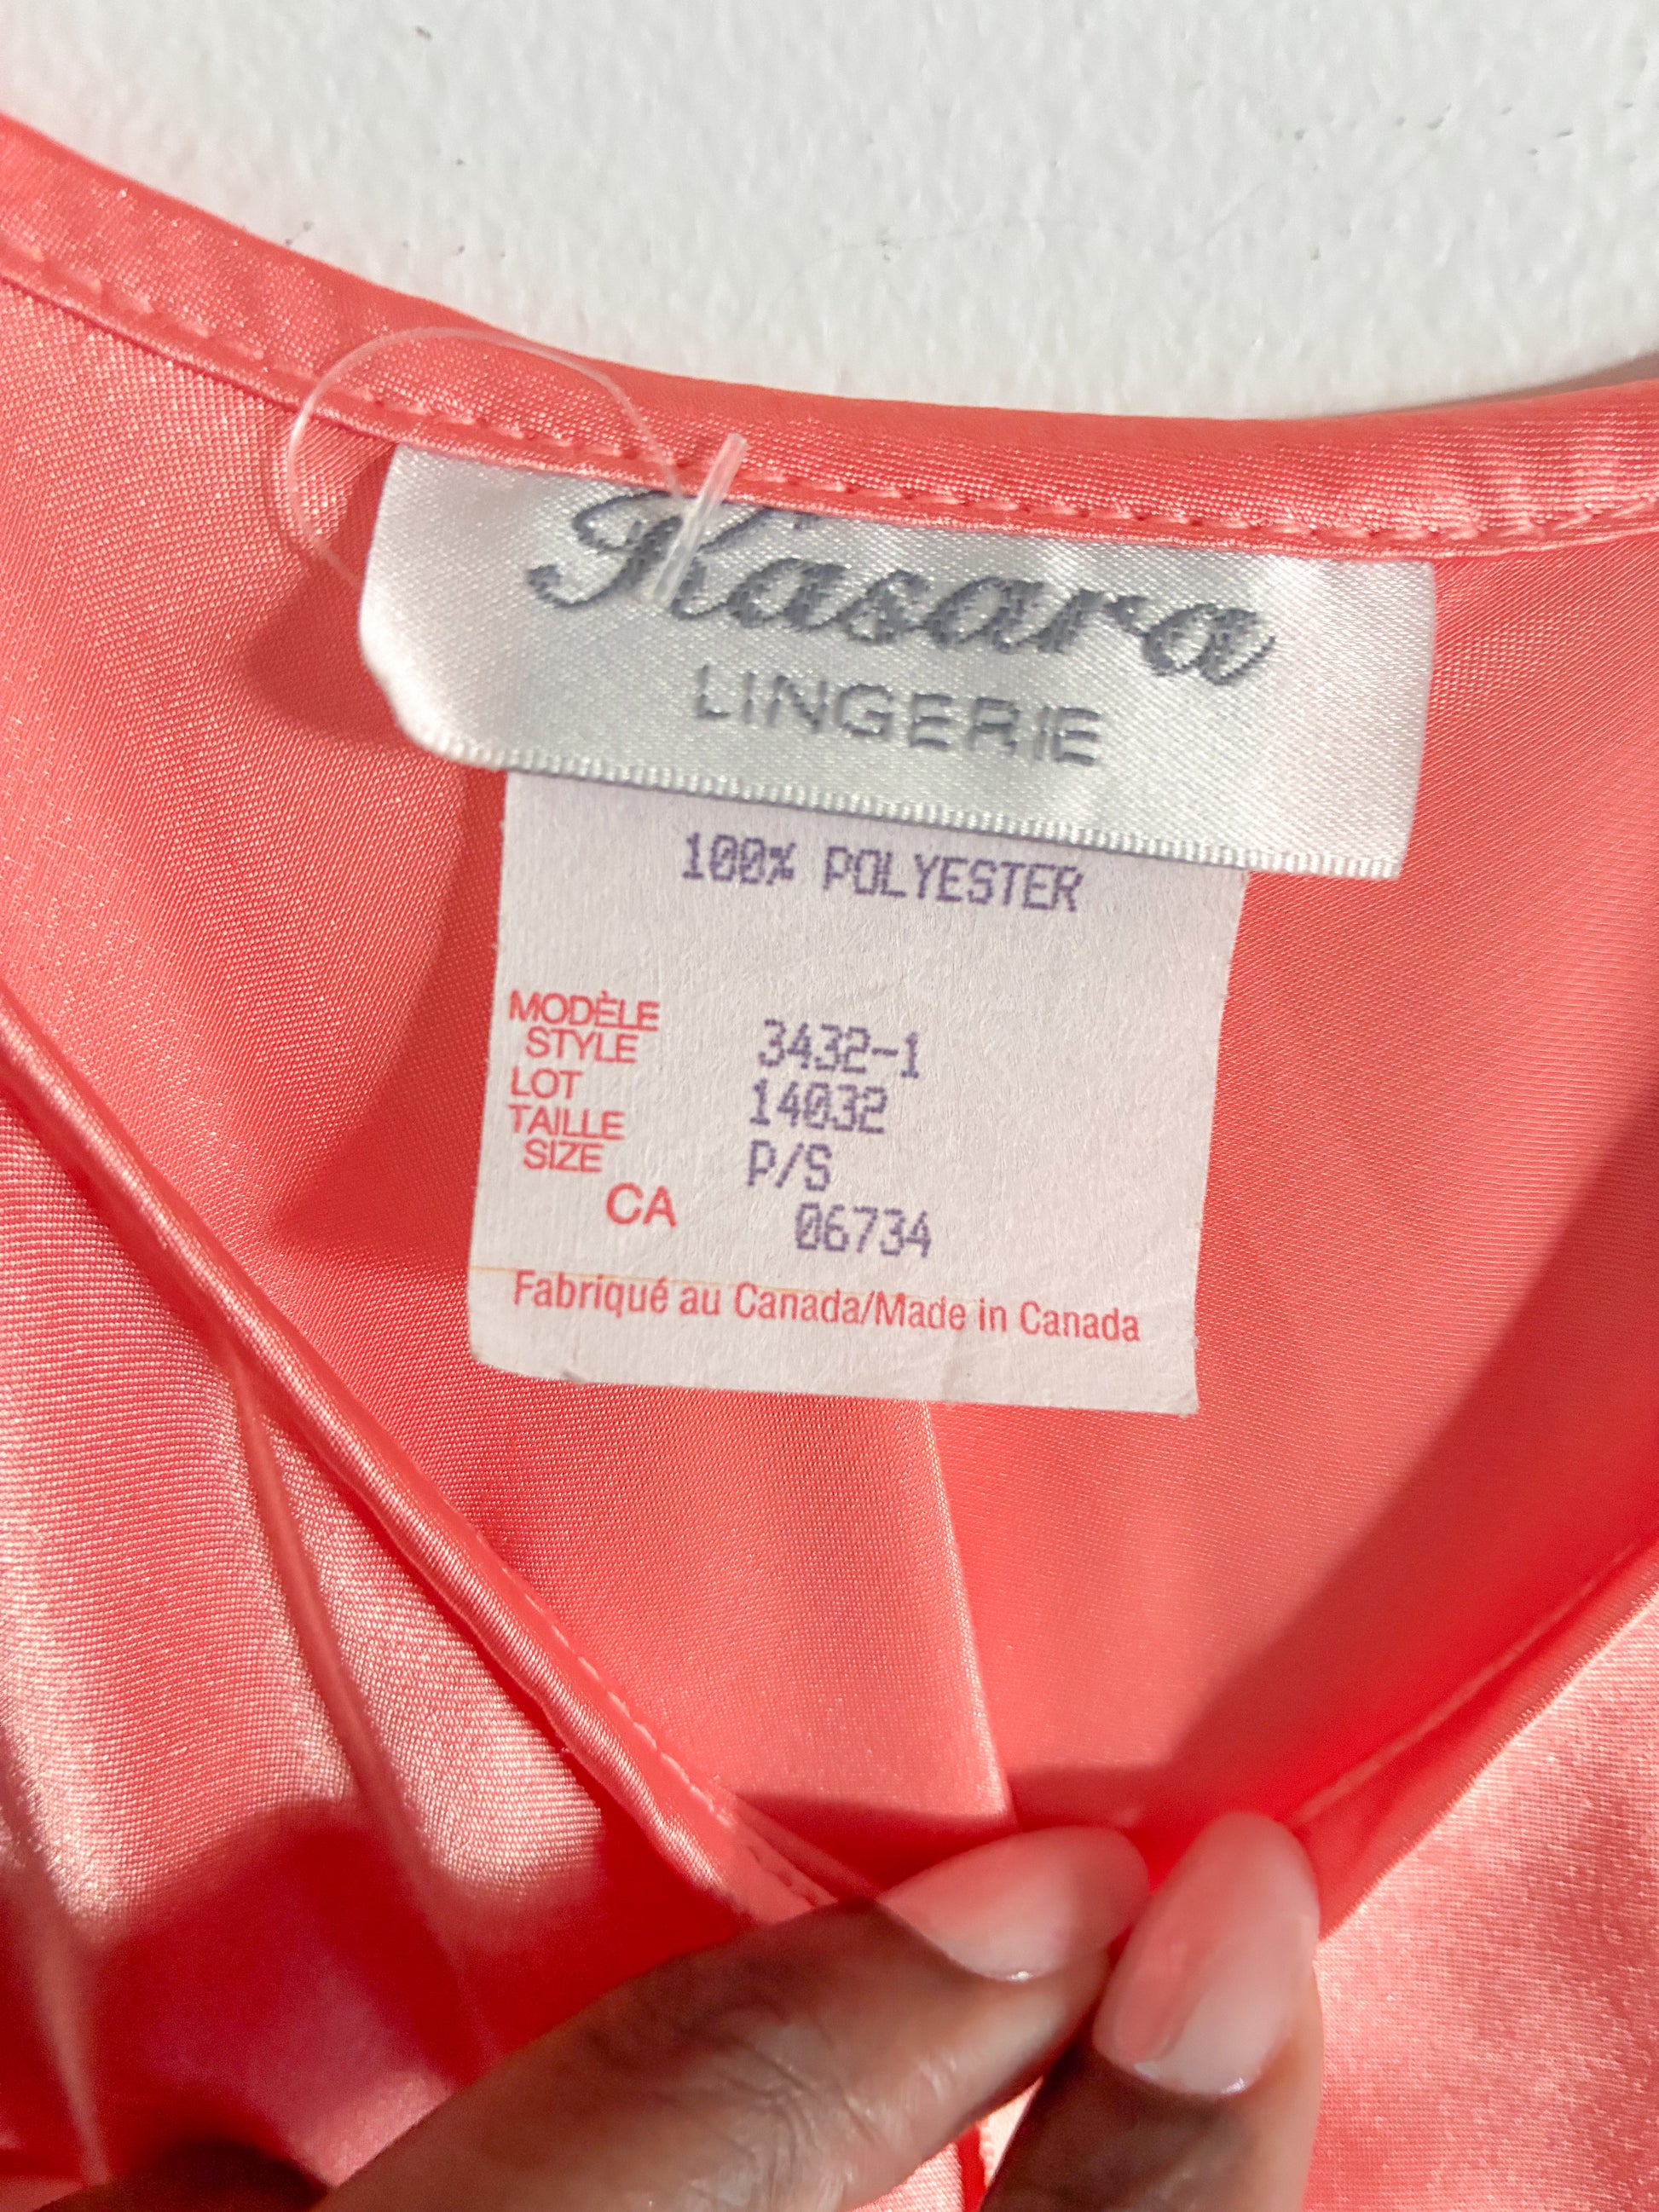 Kasara
LINGERIE
100% POLYESTER
MODÈLE
STYLE 3432-1
LOT 14032
TAILLE
SIZE P/S
CA 06734
Fabriqué au Canada/Made in Canada